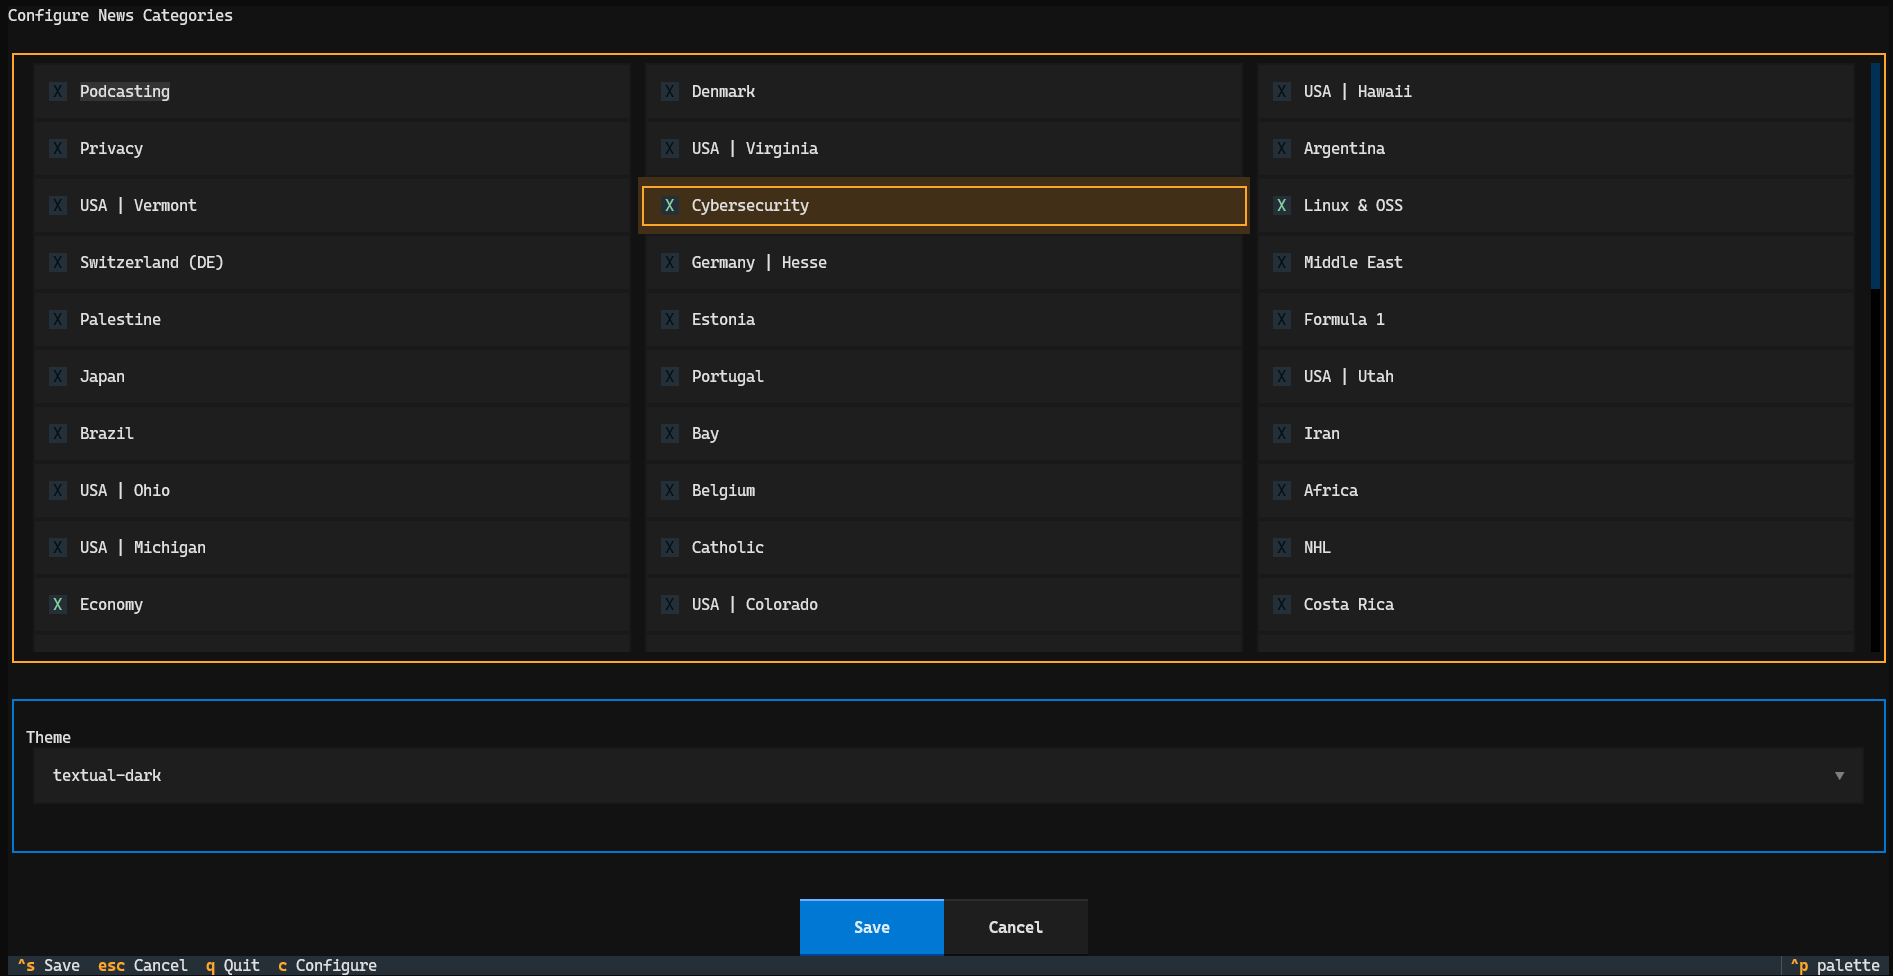 Configure News Categories
X Podcasting X Denmark X USA | Hawaii
X Privacy X USA | Virginia X Argentina
X USA | Vermont X Cybersecurity X Linux & OSS
X Switzerland (DE) X Germany | Hesse X Middle East
X Palestine X Estonia X Formula 1
X Japan X Portugal X USA | Utah
X Brazil X Bay X Iran
X USA | Ohio X Belgium X Africa
X USA | Michigan X Catholic X NHL
X Economy X USA | Colorado X Costa Rica
Theme
textual-dark ▼
Save Cancel
^s Save esc Cancel q Quit c Configure ^p palette